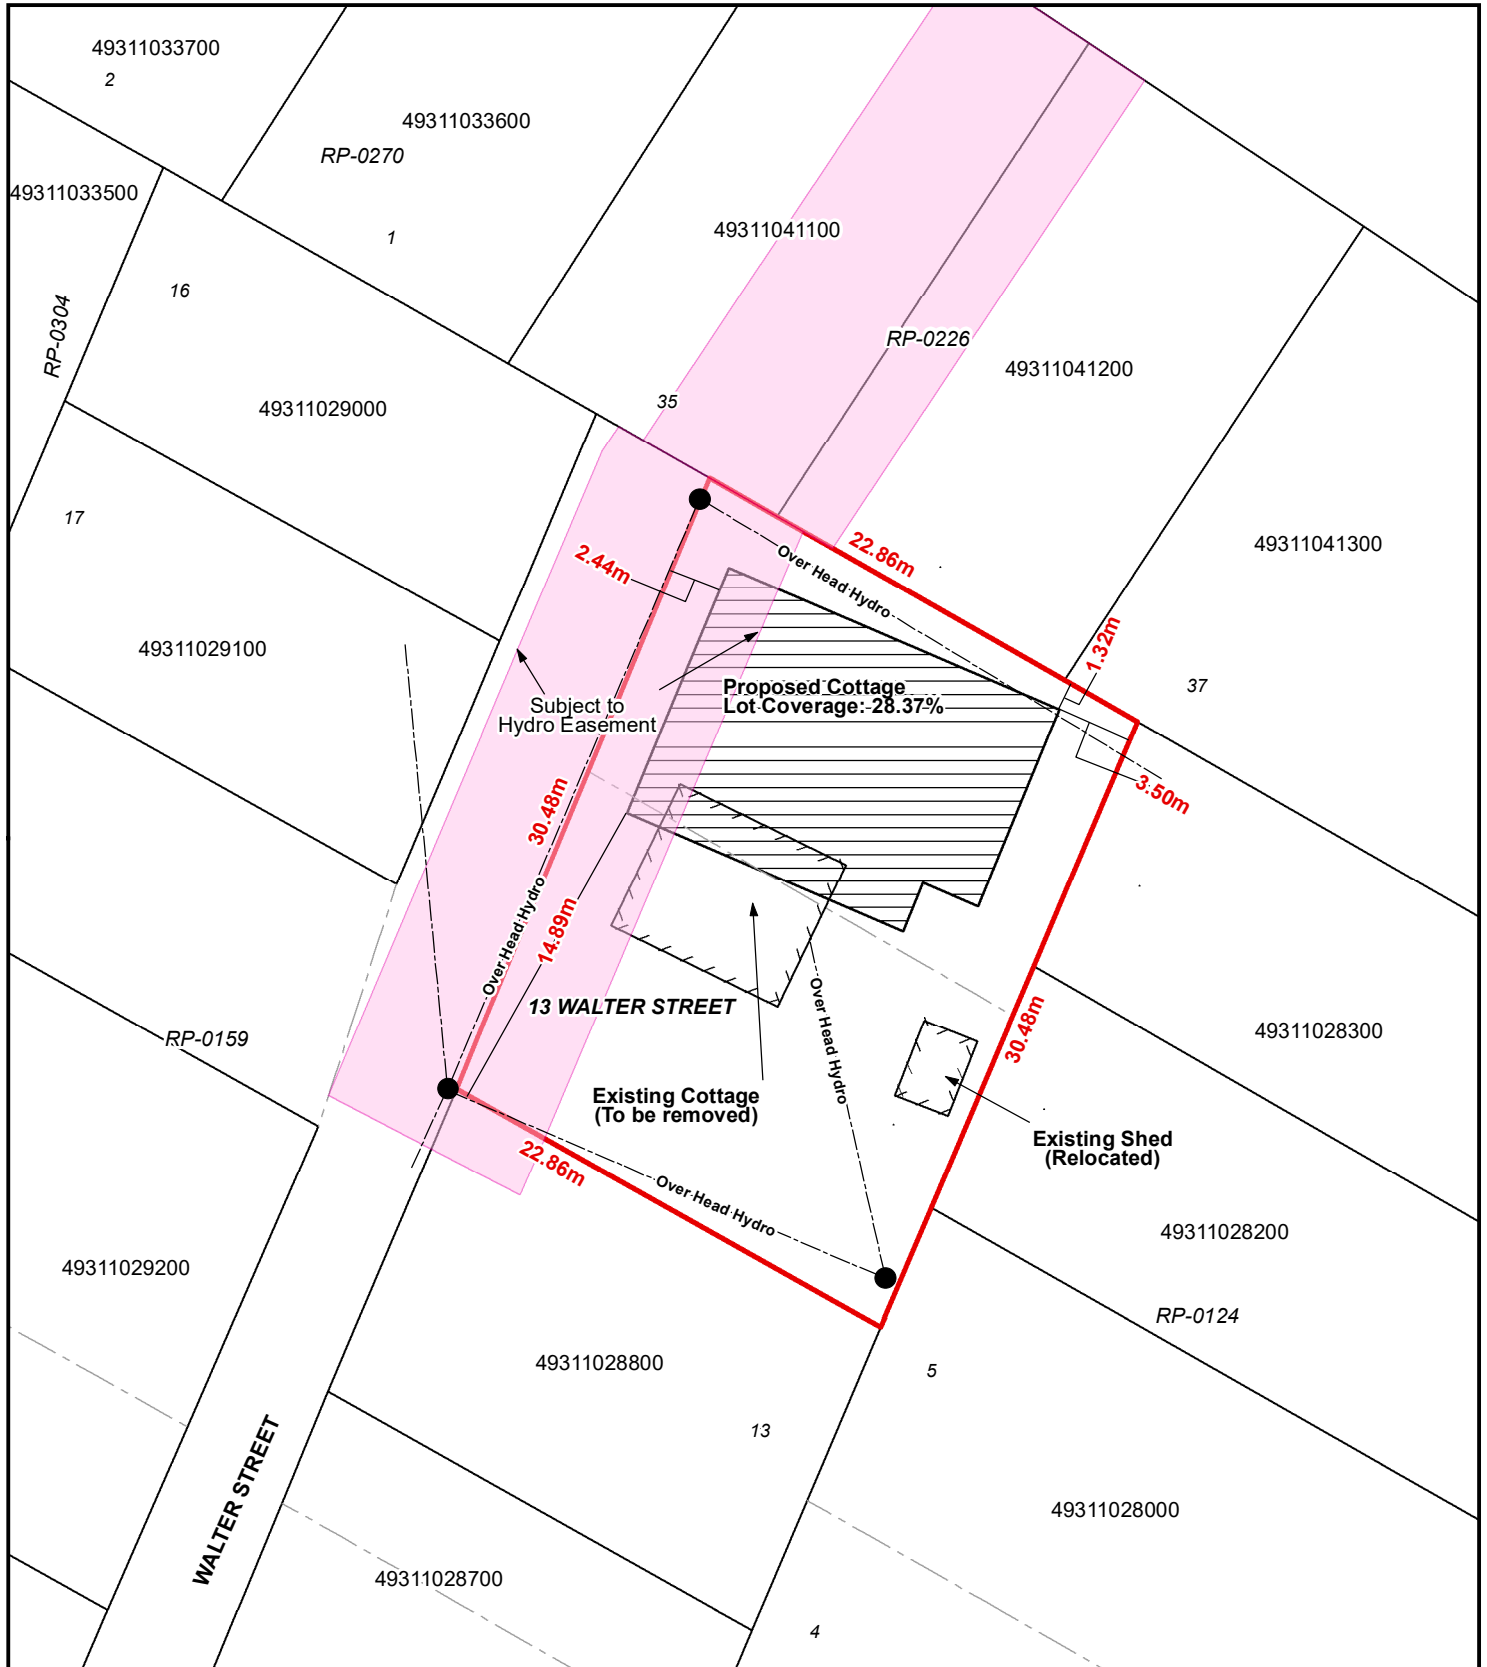 49311033700
2
49311033600
RP-0270
49311033500
49311041100
1
16
RP-0304
RP-0226
49311041200
35
49311029000
17
22.86m
49311041300
Over Head Hydro
2.44m
1.32m
49311029100
37
Proposed Cottage
Lot Coverage: 28.37%
Subject to
Hydro Easement
3.50m
30.48m
Over Head Hydro
14.89m
13 WALTER STREET
Over Head Hydro
30.48m
49311028300
RP-0159
Existing Cottage
(To be removed)
Existing Shed
(Relocated)
22.86m
Over Head Hydro
49311028200
49311029200
RP-0124
49311028800
5
13
WALTER STREET
49311028000
49311028700
4